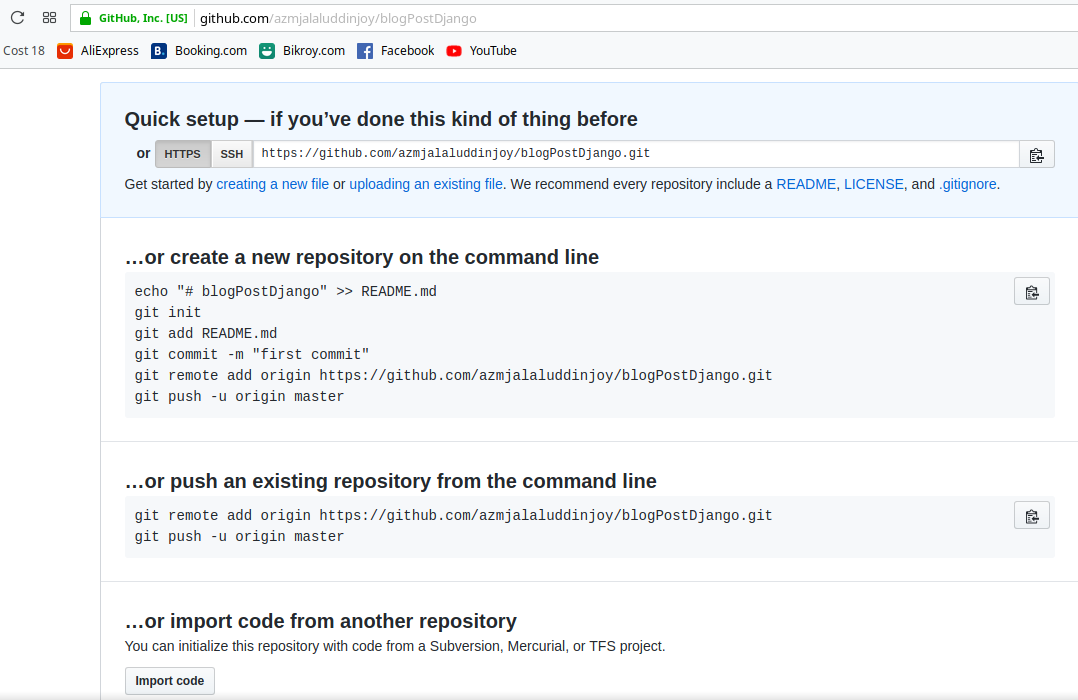 GitHub, Inc. [US] github.com/azmjalaluddinjoy/blogPostDjango
Cost 18 AliExpress B. Booking.com Bikroy.com Facebook YouTube
Quick setup — if you’ve done this kind of thing before
or HTTPS SSH https://github.com/azmjalaluddinjoy/blogPostDjango.git
Get started by creating a new file or uploading an existing file. We recommend every repository include a README, LICENSE, and .gitignore.
…or create a new repository on the command line
echo "# blogPostDjango" >> README.md
git init
git add README.md
git commit -m "first commit"
git remote add origin https://github.com/azmjalaluddinjoy/blogPostDjango.git
git push -u origin master
…or push an existing repository from the command line
git remote add origin https://github.com/azmjalaluddinjoy/blogPostDjango.git
git push -u origin master
…or import code from another repository
You can initialize this repository with code from a Subversion, Mercurial, or TFS project.
Import code